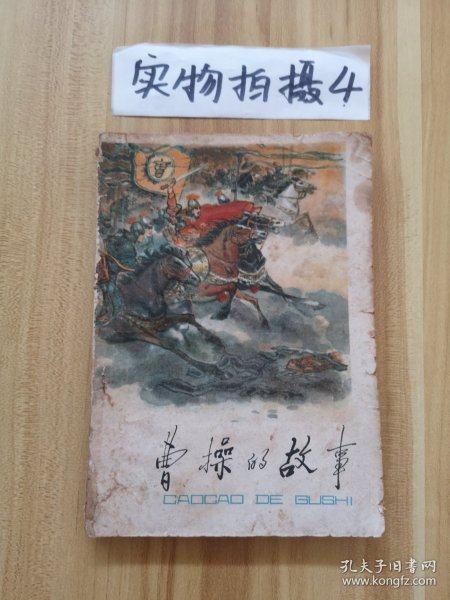 实物拍摄4
曹
曹操的故事
CAOCAO DE GUSHI
孔夫子旧书网
www.kongfz.com